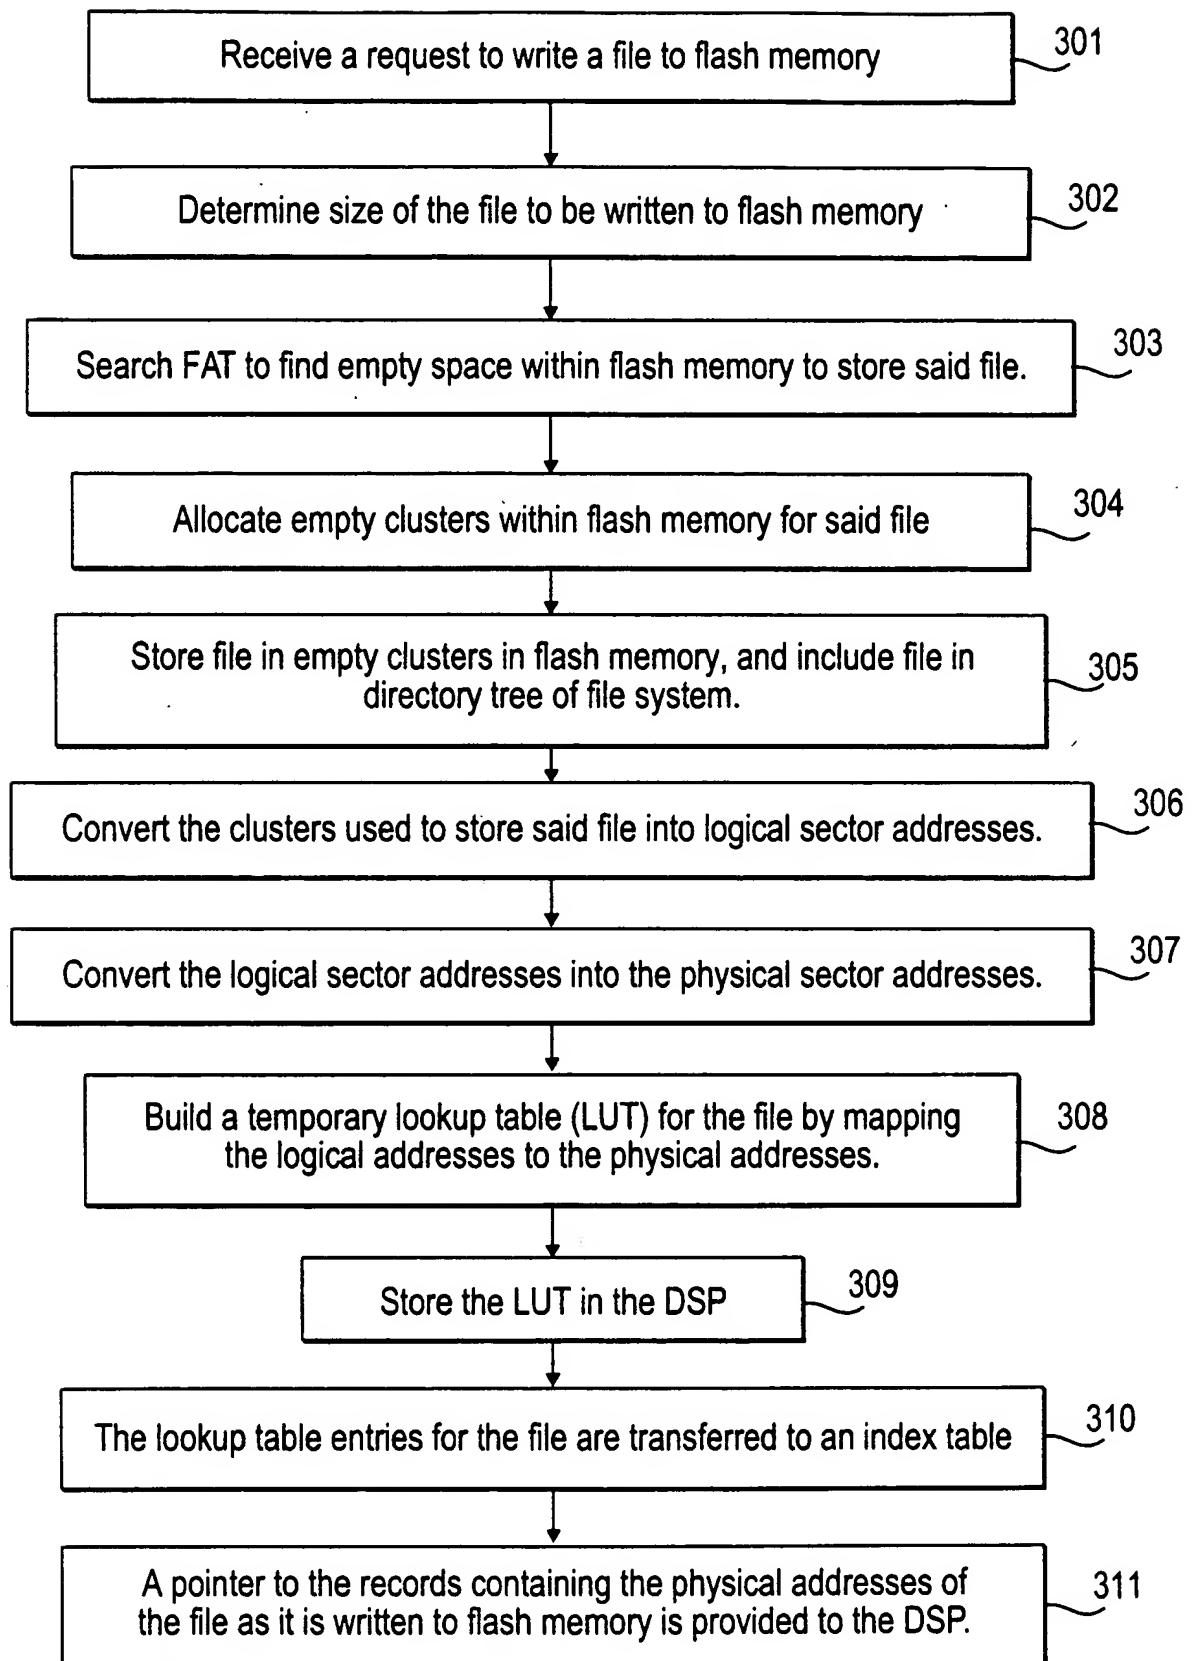 Receive a request to write a file to flash memory
301
Determine size of the file to be written to flash memory
302
Search FAT to find empty space within flash memory to store said file.
303
Allocate empty clusters within flash memory for said file
304
Store file in empty clusters in flash memory, and include file in
directory tree of file system.
305
Convert the clusters used to store said file into logical sector addresses.
306
Convert the logical sector addresses into the physical sector addresses.
307
Build a temporary lookup table (LUT) for the file by mapping
the logical addresses to the physical addresses.
308
Store the LUT in the DSP
309
The lookup table entries for the file are transferred to an index table
310
A pointer to the records containing the physical addresses of
the file as it is written to flash memory is provided to the DSP.
311